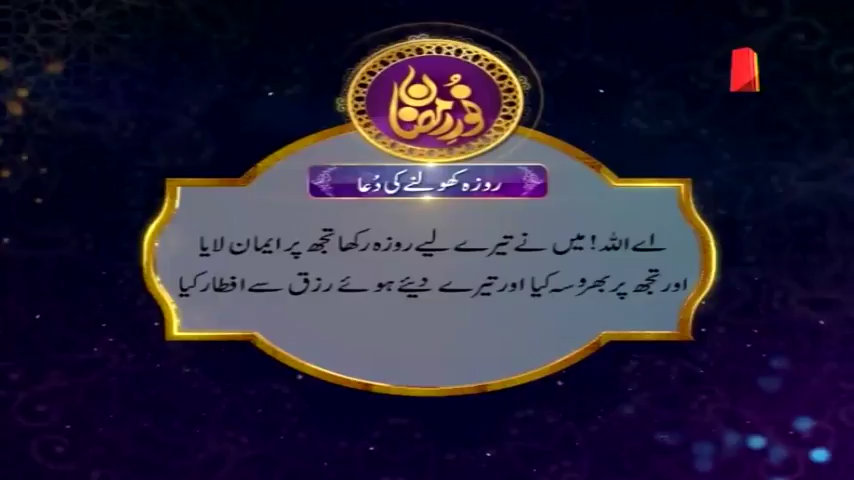 نورِ رمضان
روزہ کھولنے کی دُعا
اے اللہ! میں نے تیرے لیے روزہ رکھا تجھ پر ایمان لایا
اور تجھ پر بھروسہ کیا اور تیرے دیئے ہوئے رزق سے افطار کیا